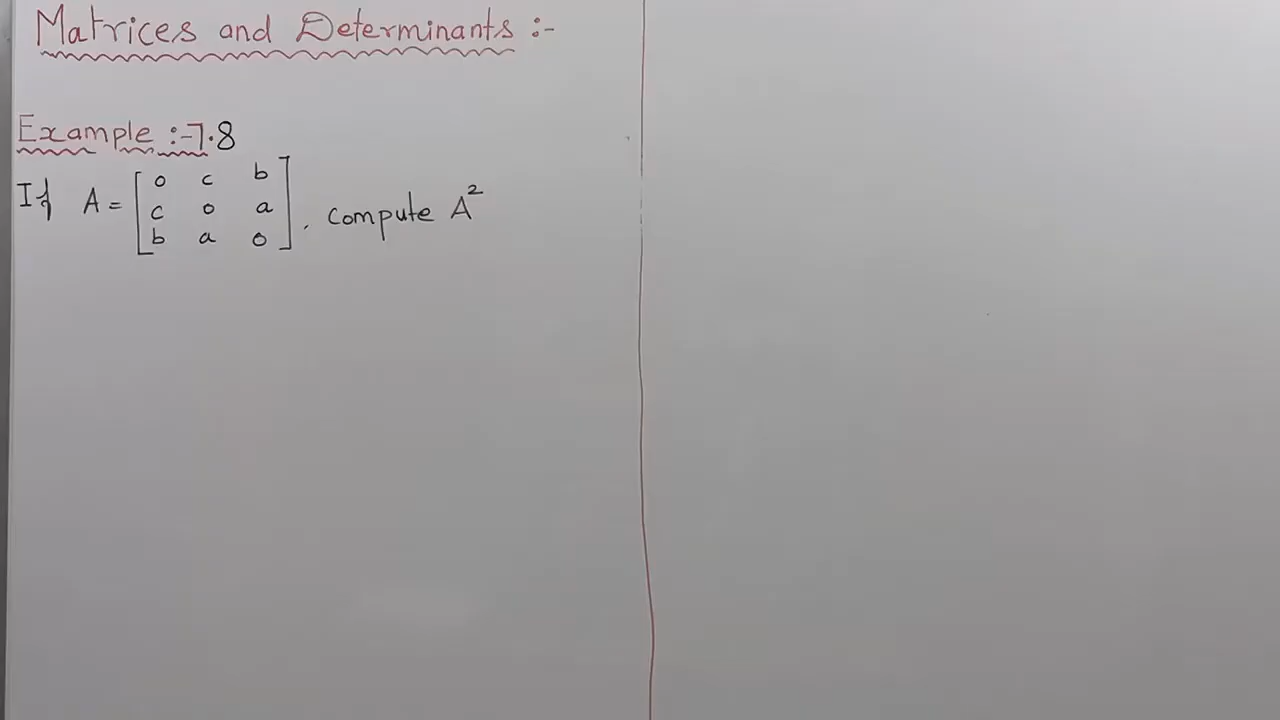 Matrices and Determinants :-
Example :-7.8
If A = [0 c b
c 0 a
b a 0] . compute A²